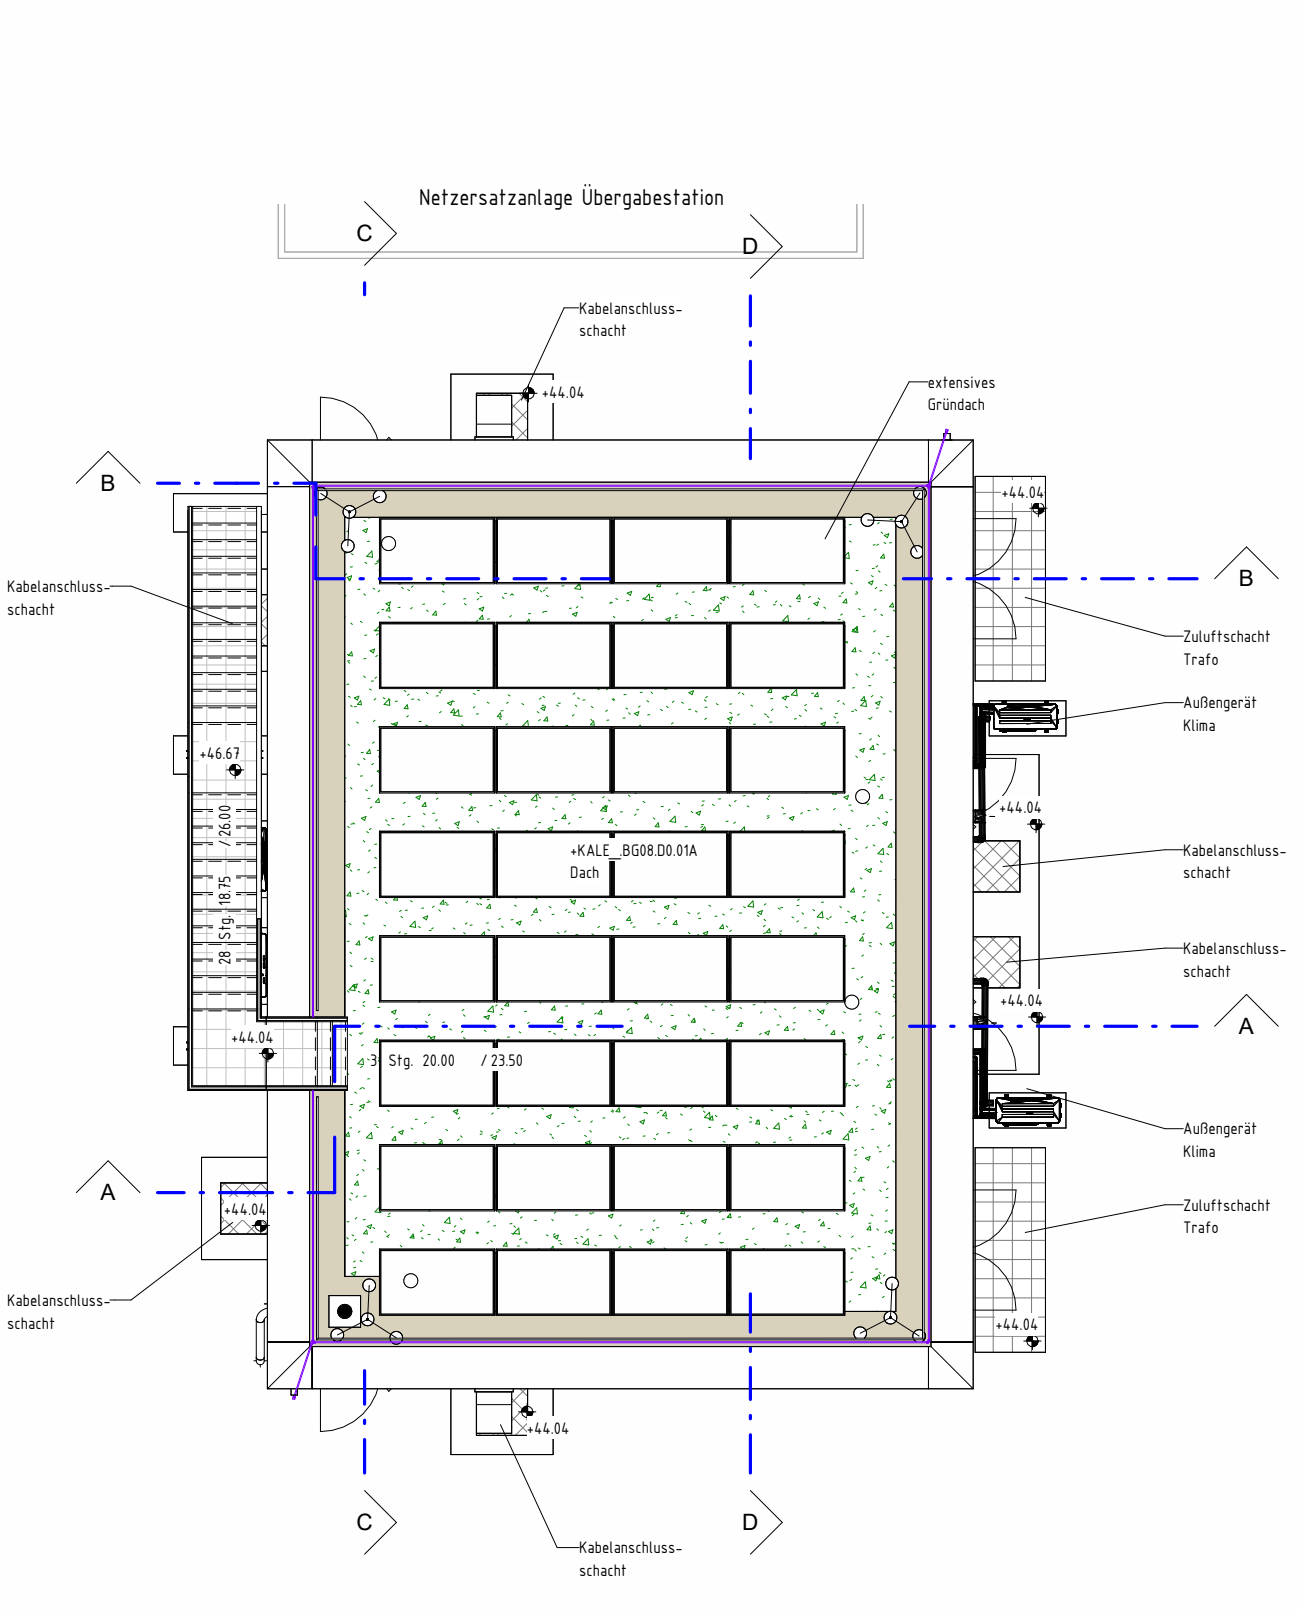 Netzersatzanlage Übergabestation
C
D
Kabelanschluss-
schacht
+44.04
extensives
Gründach
B
+44.04
B
Kabelanschluss-
schacht
Zuluftschacht
Trafo
Außengerät
Klima
+46.67
+44.04
28 Stg. 18.75 /26.00
+KALE__.BG08.D0.01A
Dach
Kabelanschluss-
schacht
Kabelanschluss-
schacht
+44.04
A
+44.04
Stg. 20.00 / 23.50
Außengerät
Klima
A
+44.04
Zuluftschacht
Trafo
Kabelanschluss-
schacht
+44.04
+44.04
C
D
Kabelanschluss-
schacht